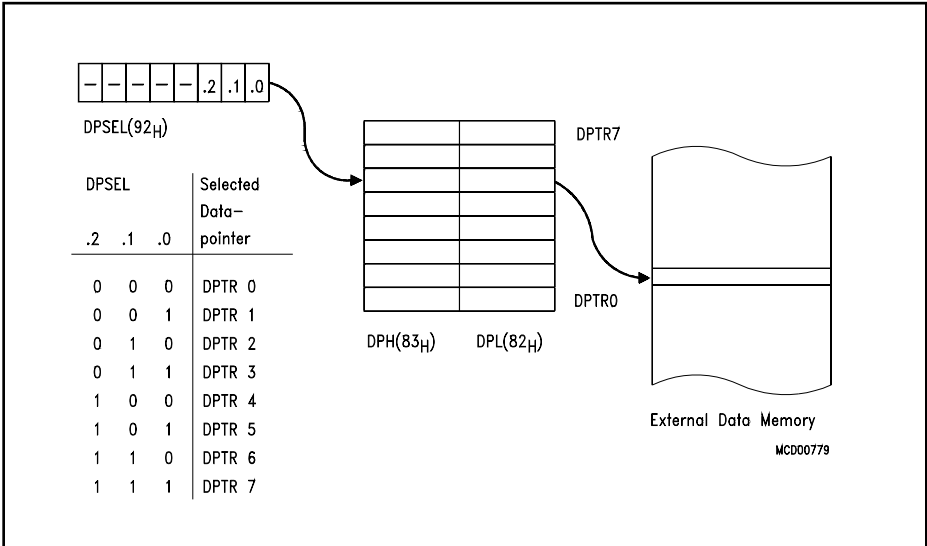 – – – – – .2 .1 .0
DPSEL(92H)
DPSEL Selected
Data–
.2 .1 .0 pointer
0 0 0 DPTR 0
0 0 1 DPTR 1
0 1 0 DPTR 2
0 1 1 DPTR 3
1 0 0 DPTR 4
1 0 1 DPTR 5
1 1 0 DPTR 6
1 1 1 DPTR 7
DPTR7
DPTR0
DPH(83H) DPL(82H)
External Data Memory
MCD00779